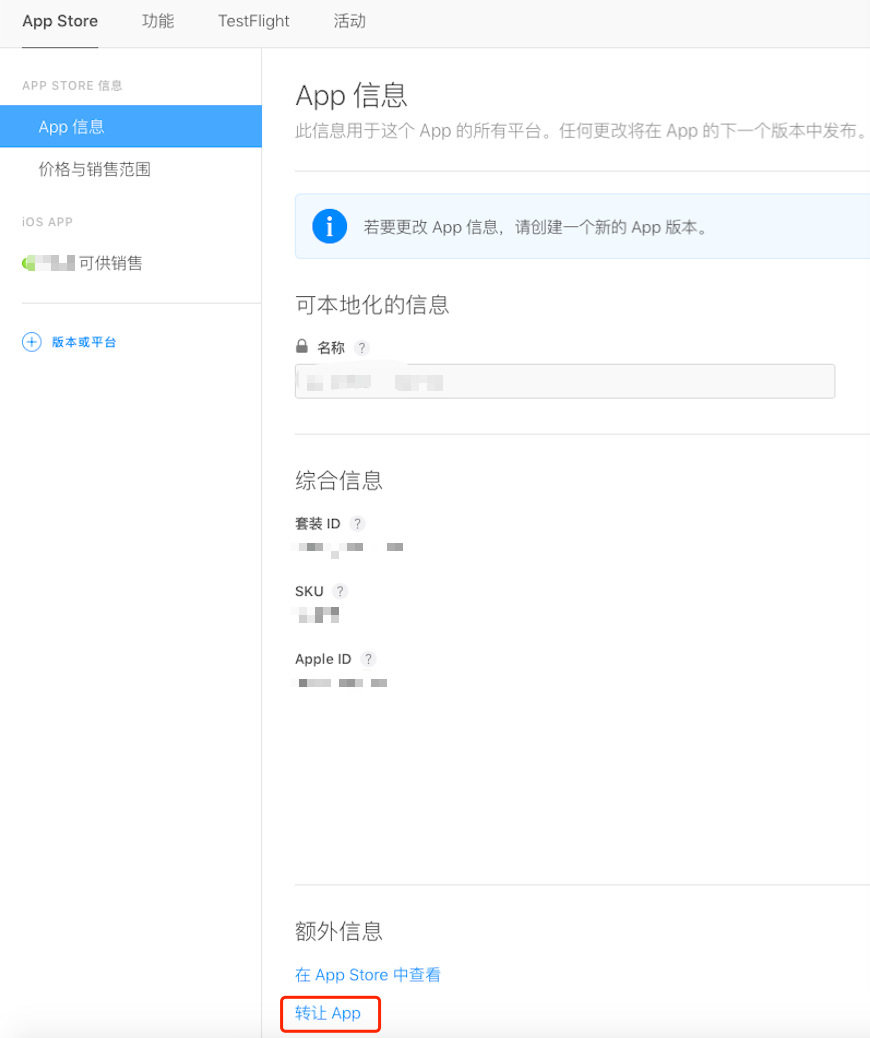 App Store 功能 TestFlight 活动
APP STORE 信息
App 信息
价格与销售范围
iOS APP
可供销售
版本或平台
App 信息
此信息用于这个 App 的所有平台。任何更改将在 App 的下一个版本中发布。
若要更改 App 信息，请创建一个新的 App 版本。
可本地化的信息
名称 ?
综合信息
套装 ID ?
SKU ?
Apple ID ?
额外信息
在 App Store 中查看
转让 App